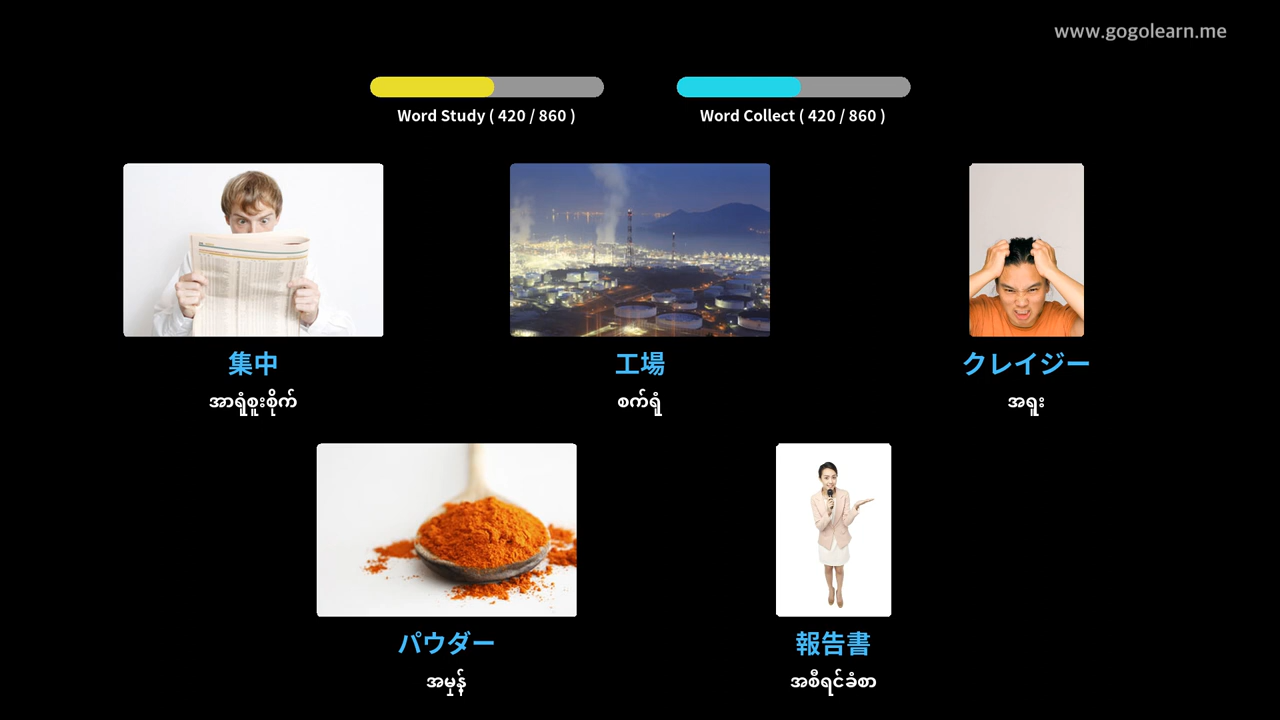 www.gogolearn.me
Word Study ( 420 / 860 )
Word Collect ( 420 / 860 )
集中
工場
クレイジー
အာရုံစူးစိုက်
စက်ရုံ
အရူး
パウダー
報告書
အမှုန့်
အစီရင်ခံစာ